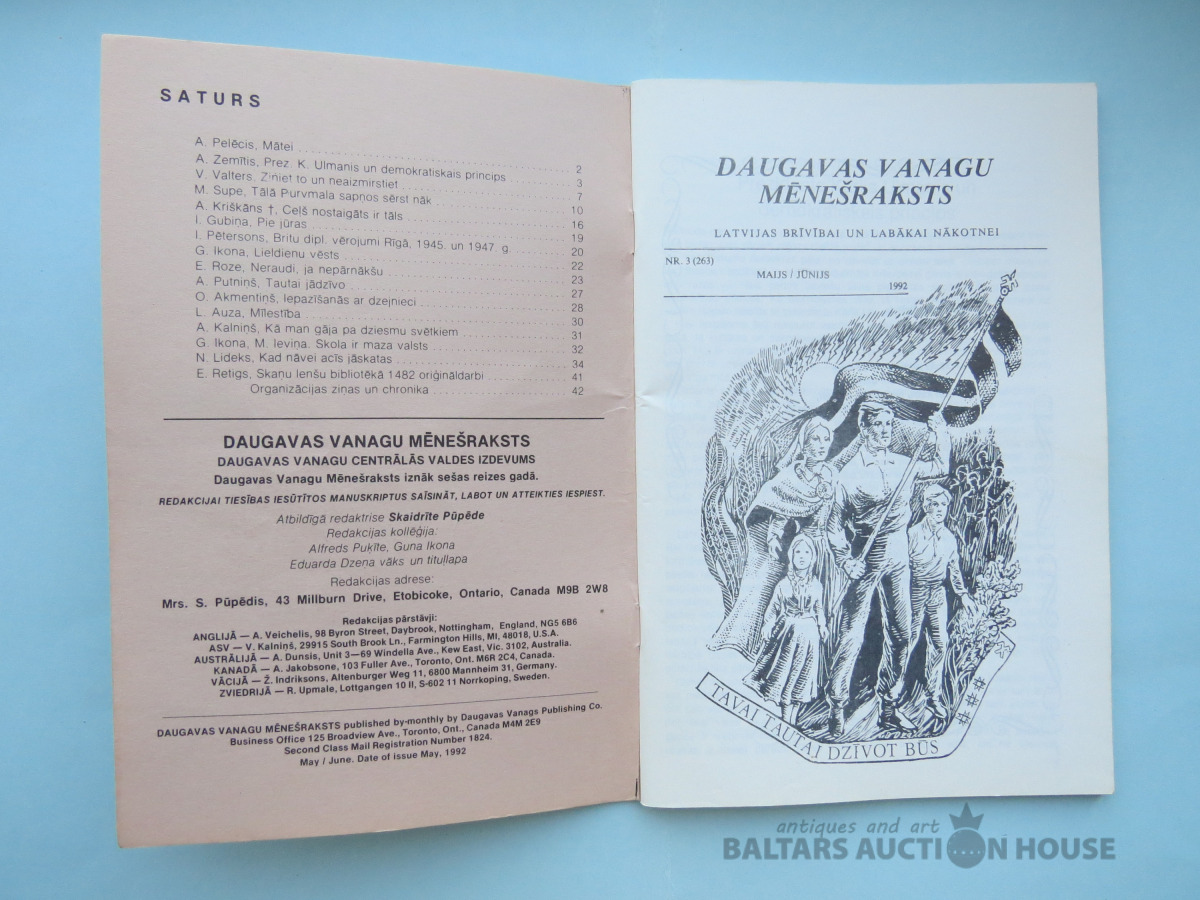 SATURS
A. Pelēcis, Mātei 2
A. Zemītis, Prez. K. Ulmanis un demokratiskais princips 3
V. Valters, Ziniet to un neaizmirstiet 7
M. Supe, Tālā Purvmala sapņos sērst nāk 10
A. Kriškāns †, Ceļš nostaigāts ir tāls 16
I. Gubiņa, Pie jūras 19
I. Pētersons, Britu dipl. vērojumi Rīgā, 1945. un 1947. g. 20
G. Ikona, Lieldienu vēsts 22
E. Roze, Neraudi, ja nepārnākšu 23
A. Putniņš, Tautai jādzīvo 27
O. Akmentiņš, Iepazīšanās ar dzejnieci 28
L. Auza, Mīlestība 30
A. Kalniņš, Kā man gāja pa dziesmu svētkiem 31
G. Ikona, M. Ieviņa. Skola ir maza valsts 32
N. Lideks, Kad nāvei acīs jāskatas 34
E. Retigs, Skaņu lenšu bibliotēkā 1482 oriģināldarbi 41
Organizācijas ziņas un chronika 42
DAUGAVAS VANAGU MĒNEŠRAKSTS
DAUGAVAS VANAGU CENTRĀLĀS VALDES IZDEVUMS
Daugavas Vanagu Mēnešraksts iznāk sešas reizes gadā.
REDAKCIJAI TIESĪBAS IESŪTĪTOS MANUSKRIPTUS SAĪSINĀT, LABOT UN ATTEIKTIES IESPIEST.
Atbildīgā redaktrise Skaidrīte Pūpēde
Redakcijas kollēģija:
Alfreds Puķīte, Guna Ikona
Eduarda Dzeņa vāks un titullapa
Redakcijas adrese:
Mrs. S. Pūpēdis, 43 Millburn Drive, Etobicoke, Ontario, Canada M9B 2W8
Redakcijas pārstāvji:
ANGLIJĀ — A. Veichelis, 98 Byron Street, Daybrook, Nottingham, England, NG5 6B6
ASV — V. Kalniņš, 29915 South Brook Ln., Farmington Hills, MI, 48018, U.S.A.
AUSTRĀLIJĀ — A. Dunsis, Unit 3—69 Windella Ave., Kew East, Vic. 3102, Australia.
KANADĀ — A. Jakobsone, 103 Fuller Ave., Toronto, Ont. M6R 2C4, Canada.
VĀCIJĀ — Ž. Indriksons, Altenburger Weg 11, 6800 Mannheim 31, Germany.
ZVIEDRIJĀ — R. Upmale, Lottgangen 10 II, S-602 11 Norrkoping, Sweden.
DAUGAVAS VANAGU MĒNEŠRAKSTS published by-monthly by Daugavas Vanags Publishing Co.
Business Office 125 Broadview Ave., Toronto, Ont., Canada M4M 2E9
Second Class Mail Registration Number 1824.
May / June. Date of issue May, 1992
DAUGAVAS VANAGU
MĒNEŠRAKSTS
LATVIJAS BRĪVĪBAI UN LABĀKAI NĀKOTNEI
NR. 3 (263)
MAIJS / JŪNIJS
1992
TAVAI TAUTAI DZĪVOT BŪS
antiques and art
BALTARS AUCTION HOUSE